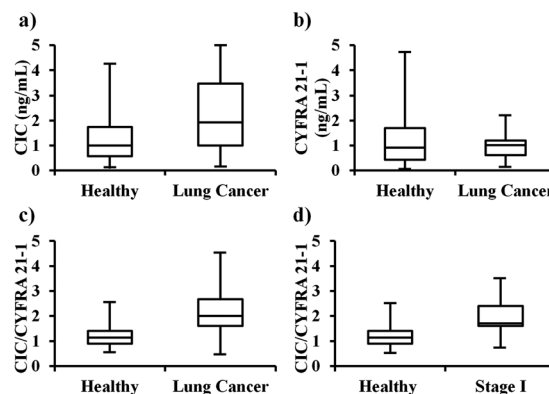 a)
CIC (ng/mL)
5
4
3
2
1
0
Healthy Lung Cancer
b)
CYFRA 21-1
(ng/mL)
5
4
3
2
1
0
Healthy Lung Cancer
c)
CIC/CYFRA 21-1
5
4
3
2
1
0
Healthy Lung Cancer
d)
CIC/CYFRA 21-1
5
4
3
2
1
0
Healthy Stage I